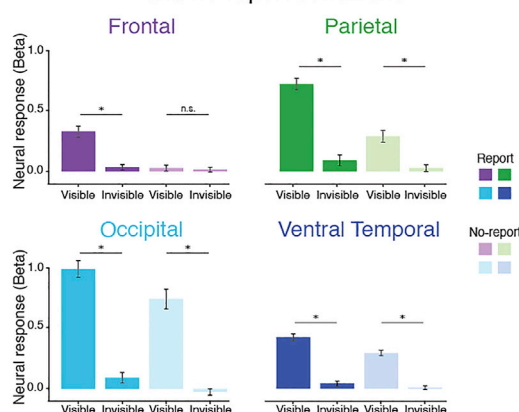 Frontal
Parietal
Neural response (Beta)
1.0
0.5
0.0
*
n.s.
*
*
Visible Invisible Visible Invisible
Visible Invisible Visible Invisible
Report
No-report
Occipital
Ventral Temporal
Neural response (Beta)
1.0
0.5
0.0
*
*
*
*
Visible Invisible Visible Invisible
Visible Invisible Visible Invisible